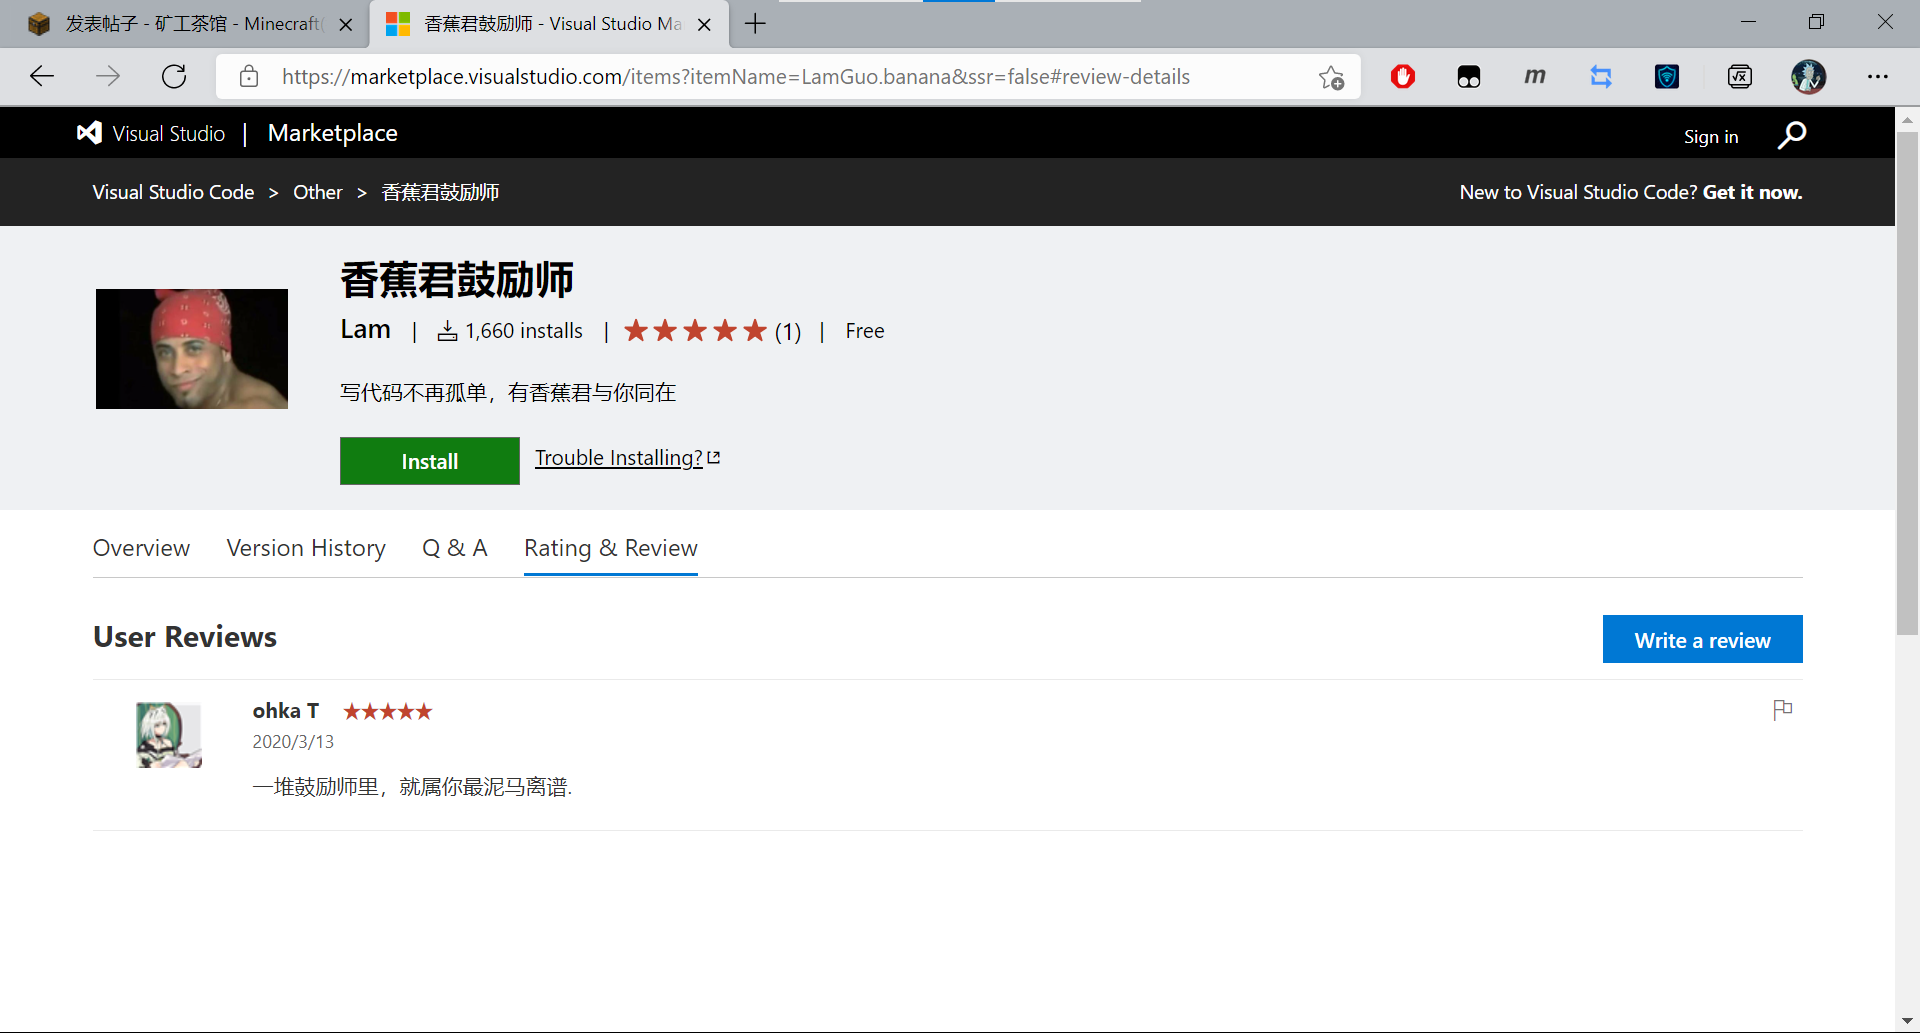 发表帖子 - 矿工茶馆 - Minecraft(
香蕉君鼓励师 - Visual Studio Ma
https://marketplace.visualstudio.com/items?itemName=LamGuo.banana&ssr=false#review-details
Visual Studio | Marketplace
Sign in
Visual Studio Code > Other > 香蕉君鼓励师
New to Visual Studio Code? Get it now.
香蕉君鼓励师
Lam | 1,660 installs | (1) | Free
写代码不再孤单，有香蕉君与你同在
Install
Trouble Installing?
Overview Version History Q & A Rating & Review
User Reviews
Write a review
ohka T
2020/3/13
一堆鼓励师里，就属你最泥马离谱.